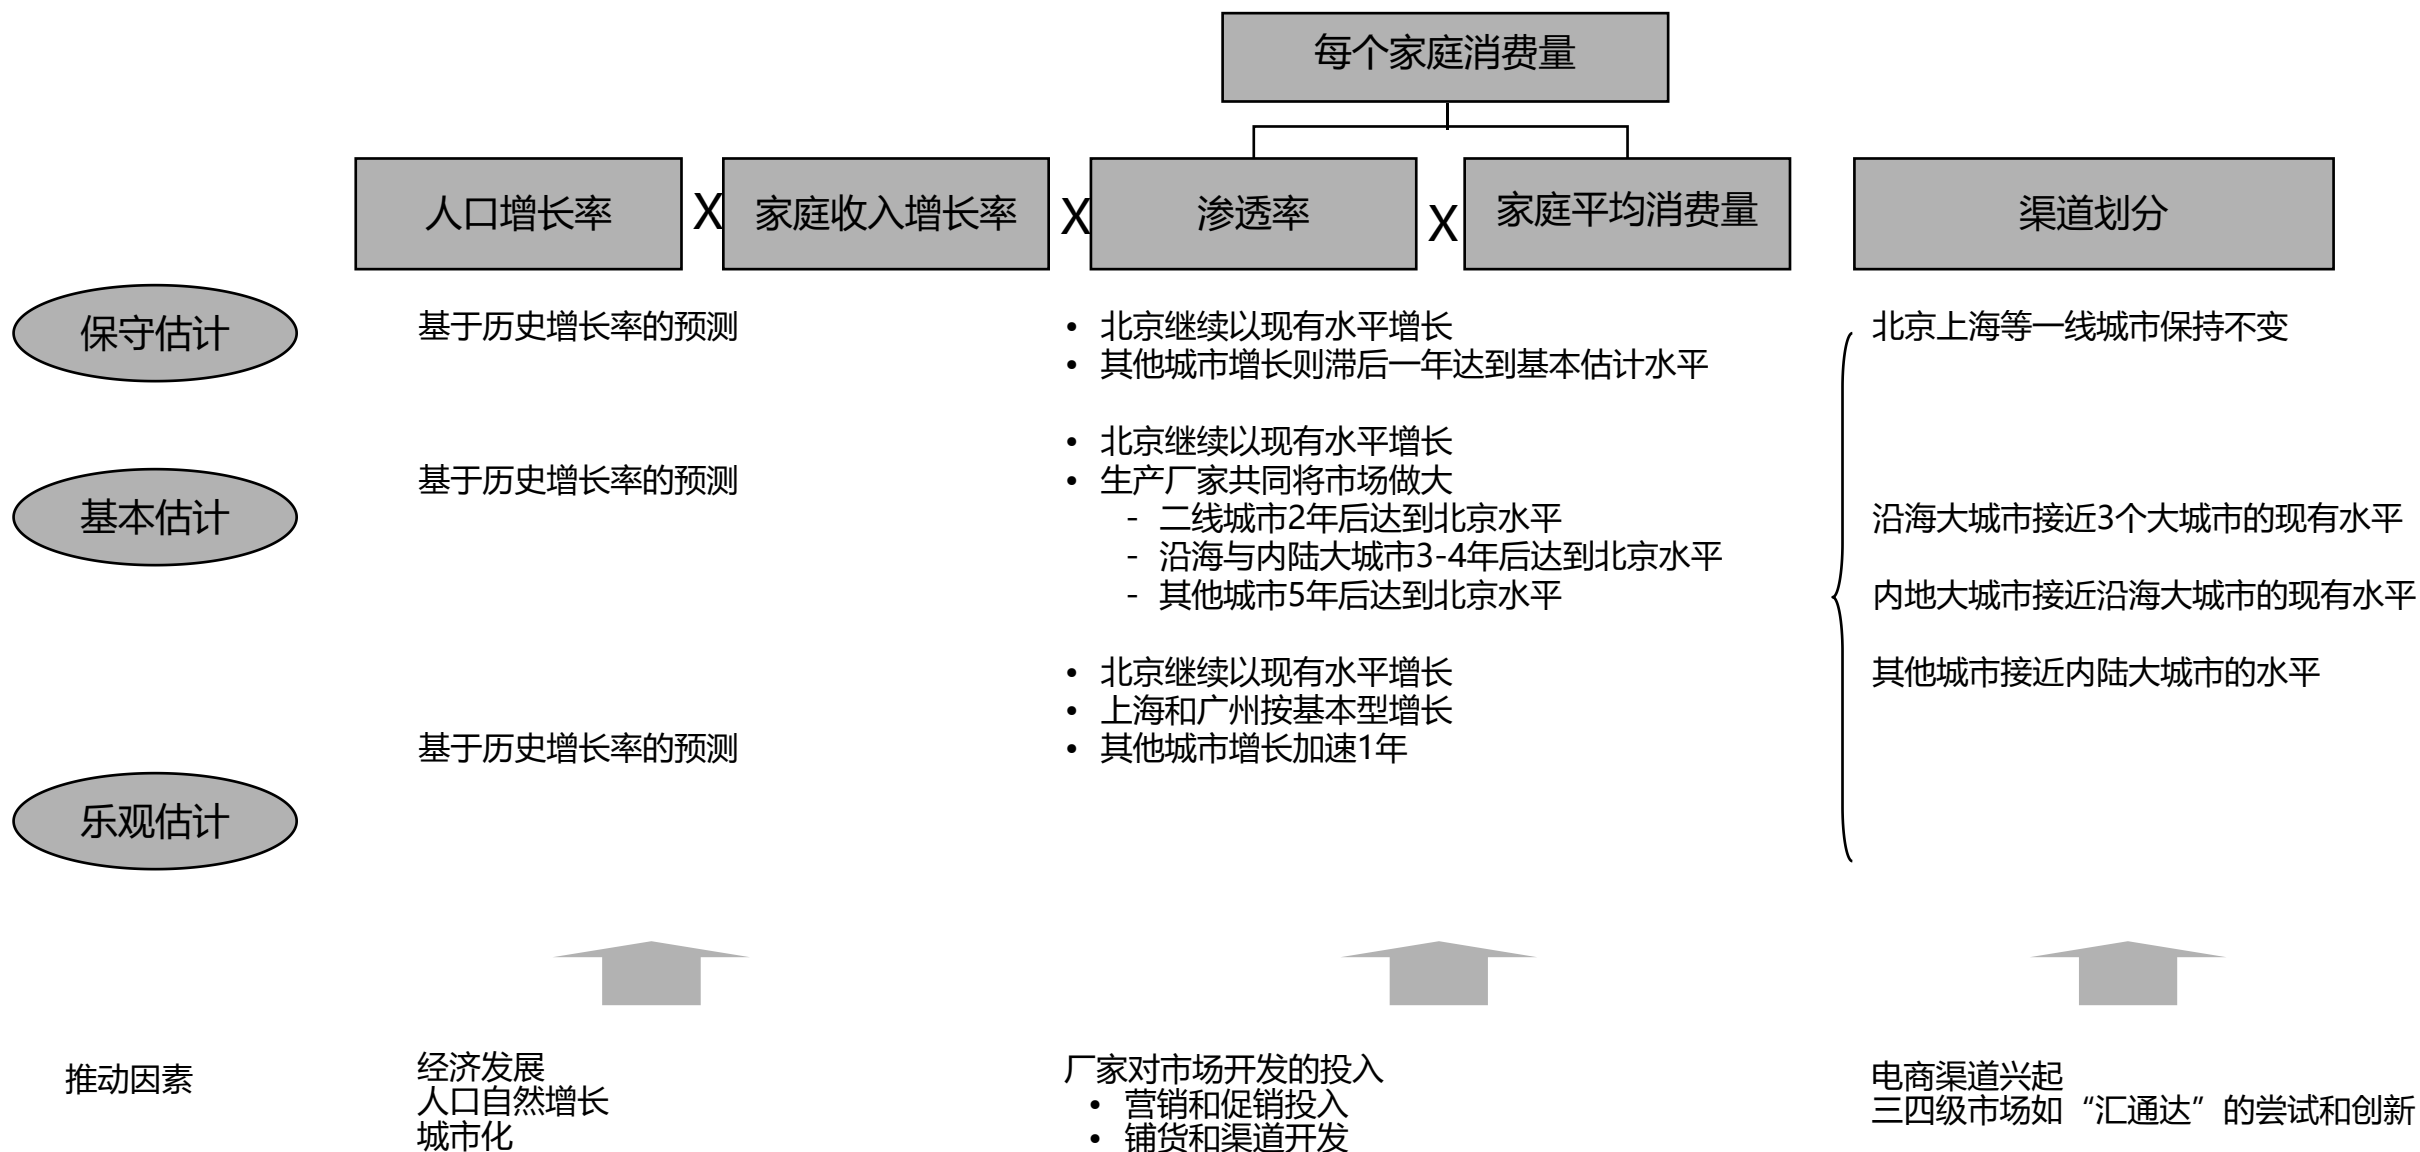 每个家庭消费量
人口增长率 X 家庭收入增长率 X 渗透率 X 家庭平均消费量 渠道划分
保守估计
基于历史增长率的预测
• 北京继续以现有水平增长
• 其他城市增长则滞后一年达到基本估计水平
北京上海等一线城市保持不变
基本估计
基于历史增长率的预测
• 北京继续以现有水平增长
• 生产厂家共同将市场做大
- 二线城市2年后达到北京水平
- 沿海与内陆大城市3-4年后达到北京水平
- 其他城市5年后达到北京水平
沿海大城市接近3个大城市的现有水平
内地大城市接近沿海大城市的现有水平
其他城市接近内陆大城市的水平
乐观估计
基于历史增长率的预测
• 北京继续以现有水平增长
• 上海和广州按基本型增长
• 其他城市增长加速1年
推动因素
经济发展
人口自然增长
城市化
厂家对市场开发的投入
• 营销和促销投入
• 铺货和渠道开发
电商渠道兴起
三四级市场如“汇通达”的尝试和创新